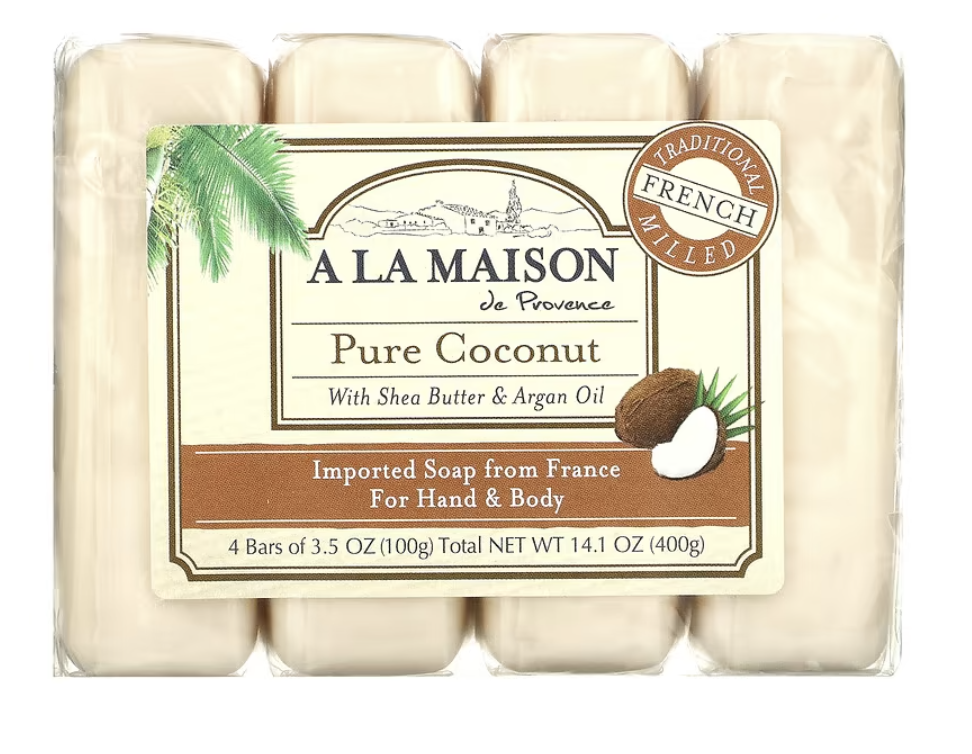 TRADITIONAL
FRENCH
MILLED
A LA MAISON
de Provence
Pure Coconut
With Shea Butter & Argan Oil
Imported Soap from France
For Hand & Body
4 Bars of 3.5 OZ (100g) Total NET WT 14.1 OZ (400g)